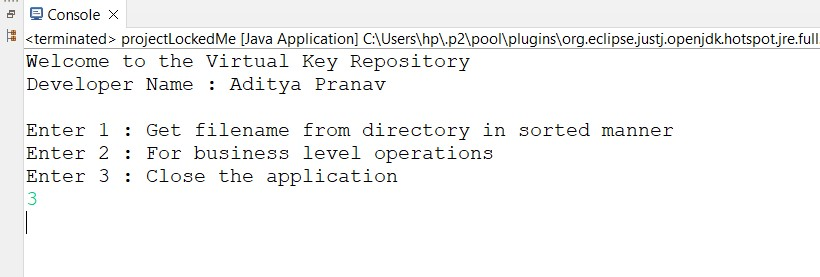 Console
<terminated> projectLockedMe [Java Application] C:\Users\hp\.p2\pool\plugins\org.eclipse.justj.openjdk.hotspot.jre.full
Welcome to the Virtual Key Repository
Developer Name : Aditya Pranav
Enter 1 : Get filename from directory in sorted manner
Enter 2 : For business level operations
Enter 3 : Close the application
3